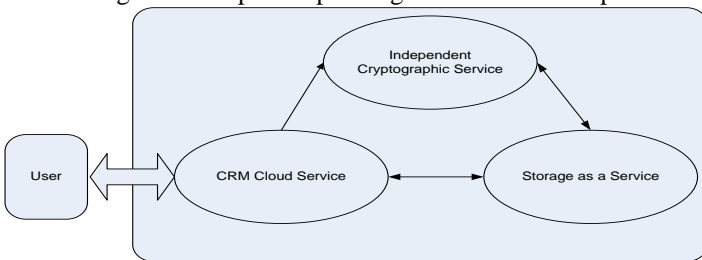 Independent
Cryptographic Service
User
CRM Cloud Service
Storage as a Service